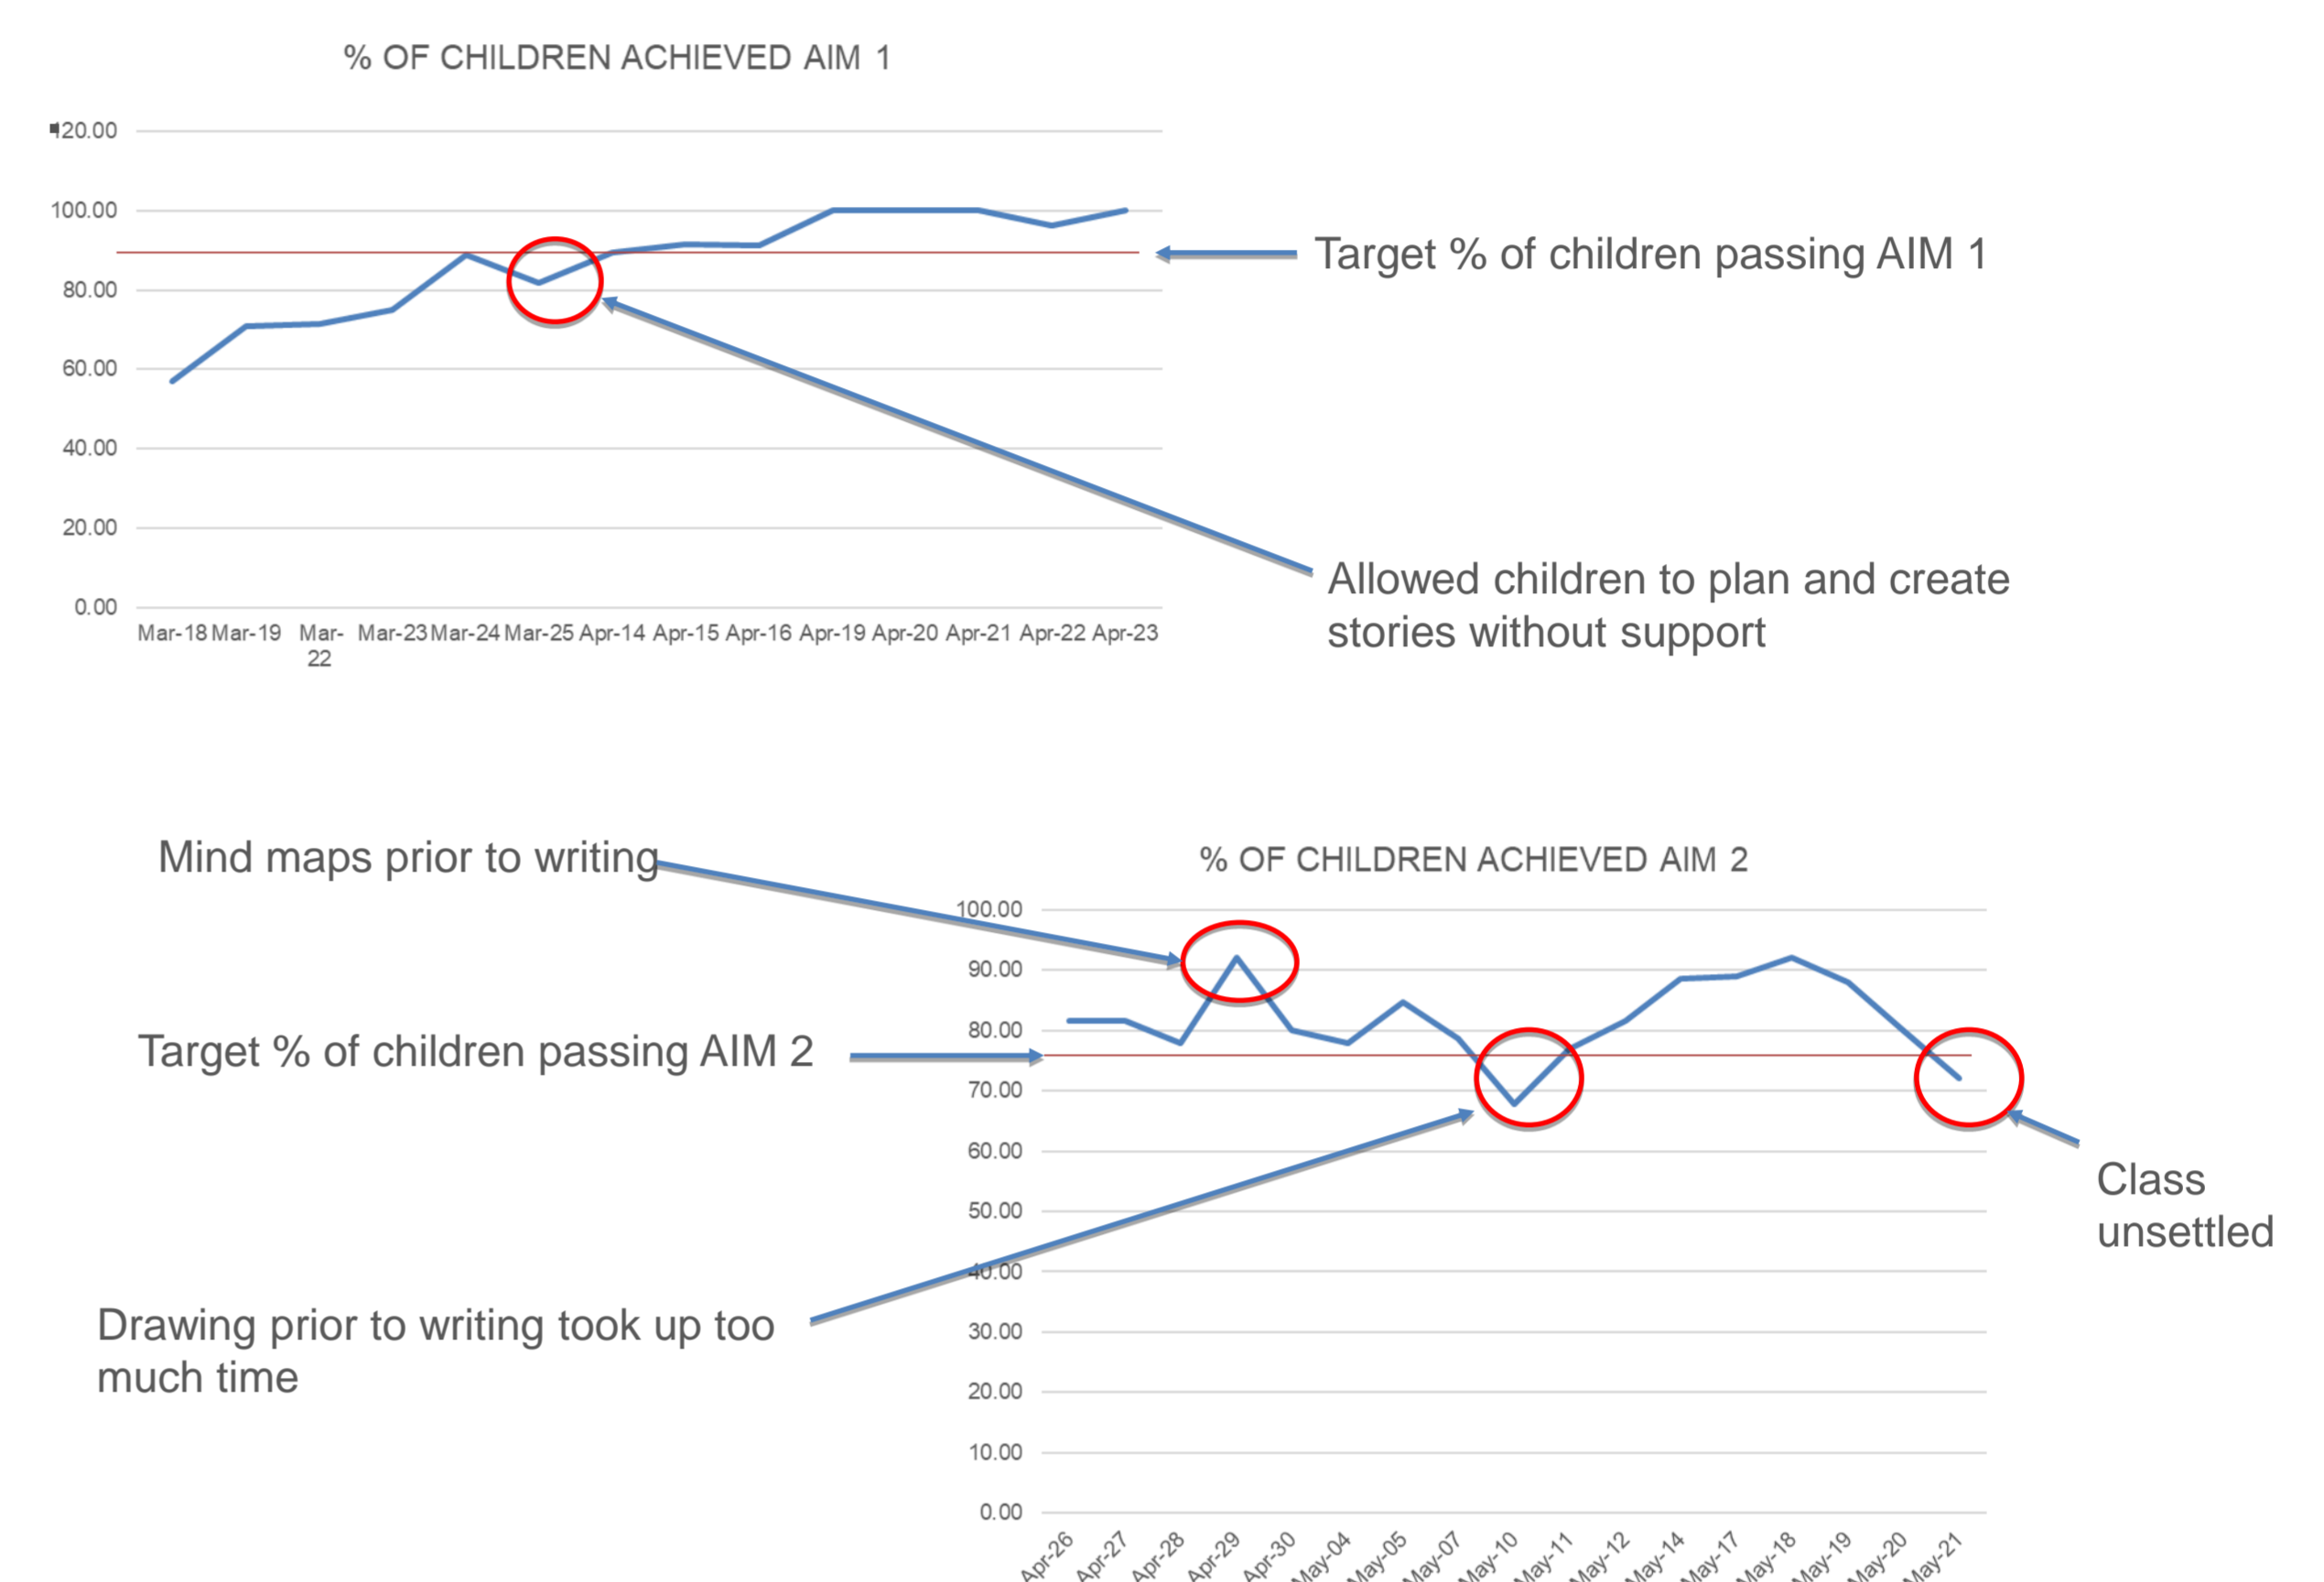 % OF CHILDREN ACHIEVED AIM 1
120.00
100.00
80.00
60.00
40.00
20.00
0.00
Mar-18 Mar-19 Mar-22 Mar-23 Mar-24 Mar-25 Apr-14 Apr-15 Apr-16 Apr-19 Apr-20 Apr-21 Apr-22 Apr-23
Target % of children passing AIM 1
Allowed children to plan and create
stories without support
Mind maps prior to writing
Target % of children passing AIM 2
Drawing prior to writing took up too
much time
% OF CHILDREN ACHIEVED AIM 2
100.00
90.00
80.00
70.00
60.00
50.00
40.00
30.00
20.00
10.00
0.00
Apr-26 Apr-27 Apr-28 Apr-29 Apr-30 May-04 May-05 May-07 May-10 May-11 May-12 May-14 May-17 May-18 May-19 May-20 May-21
Class
unsettled